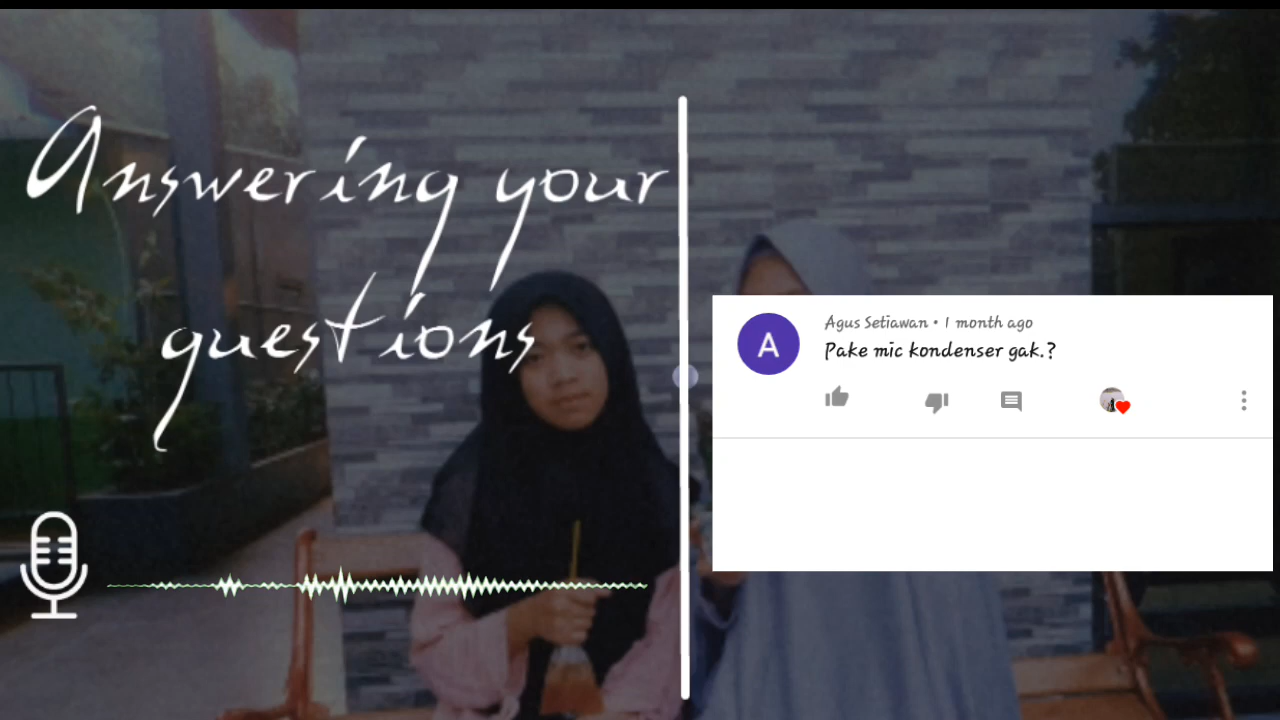 Answering your
questions
A
Agus Setiawan • 1 month ago
Pake mic kondenser gak.?